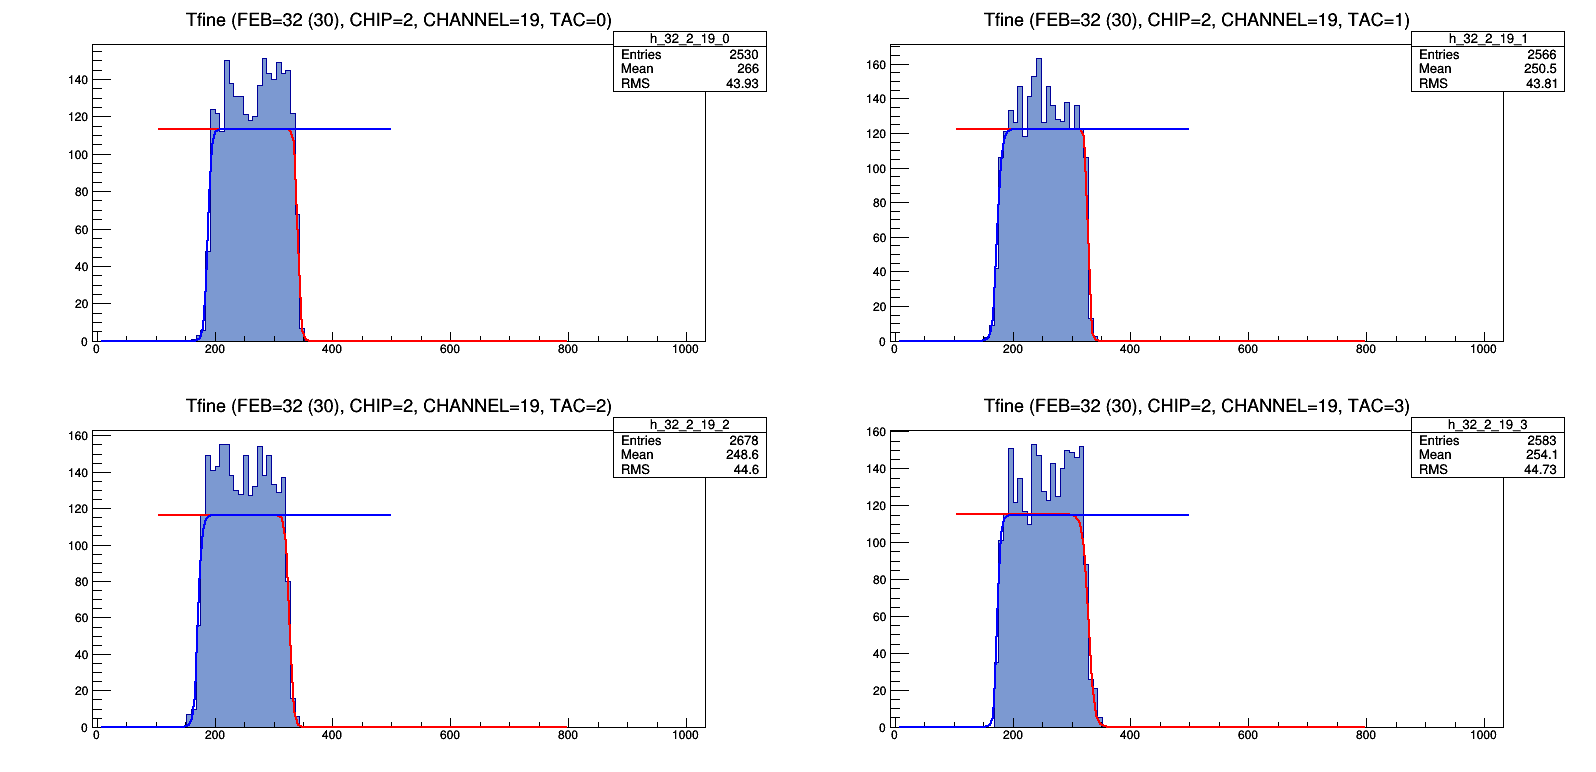 Tfine (FEB=32 (30), CHIP=2, CHANNEL=19, TAC=0)
h_32_2_19_0
Entries 2530
Mean 266
RMS 43.93
140
120
100
80
60
40
20
0
0 200 400 600 800 1000
Tfine (FEB=32 (30), CHIP=2, CHANNEL=19, TAC=1)
h_32_2_19_1
Entries 2566
Mean 250.5
RMS 43.81
160
140
120
100
80
60
40
20
0
0 200 400 600 800 1000
Tfine (FEB=32 (30), CHIP=2, CHANNEL=19, TAC=2)
h_32_2_19_2
Entries 2678
Mean 248.6
RMS 44.6
160
140
120
100
80
60
40
20
0
0 200 400 600 800 1000
Tfine (FEB=32 (30), CHIP=2, CHANNEL=19, TAC=3)
h_32_2_19_3
Entries 2583
Mean 254.1
RMS 44.73
160
140
120
100
80
60
40
20
0
0 200 400 600 800 1000